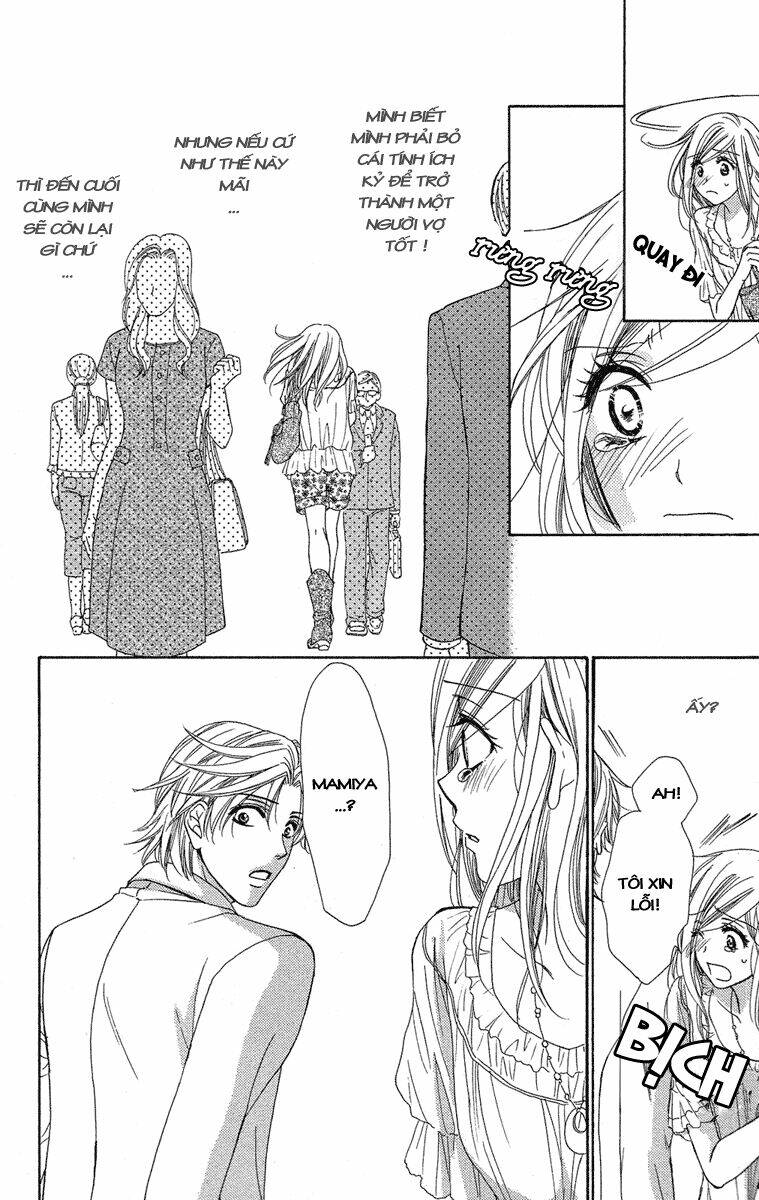 QUAY ĐI
rừng rừng
MÌNH BIẾT
MÌNH PHẢI BỎ
CÁI TÍNH ÍCH
KỶ ĐỂ TRỞ
THÀNH MỘT
NGƯỜI VỢ
TỐT !
NHƯNG NẾU CỨ
NHƯ THẾ NÀY
MÃI
...
THÌ ĐẾN CUỐI
CÙNG MÌNH
SẼ CÒN LẠI
GÌ CHỨ
...
ẤY?
AH!
TÔI XIN
LỖI!
BỊCH
MAMIYA
...?